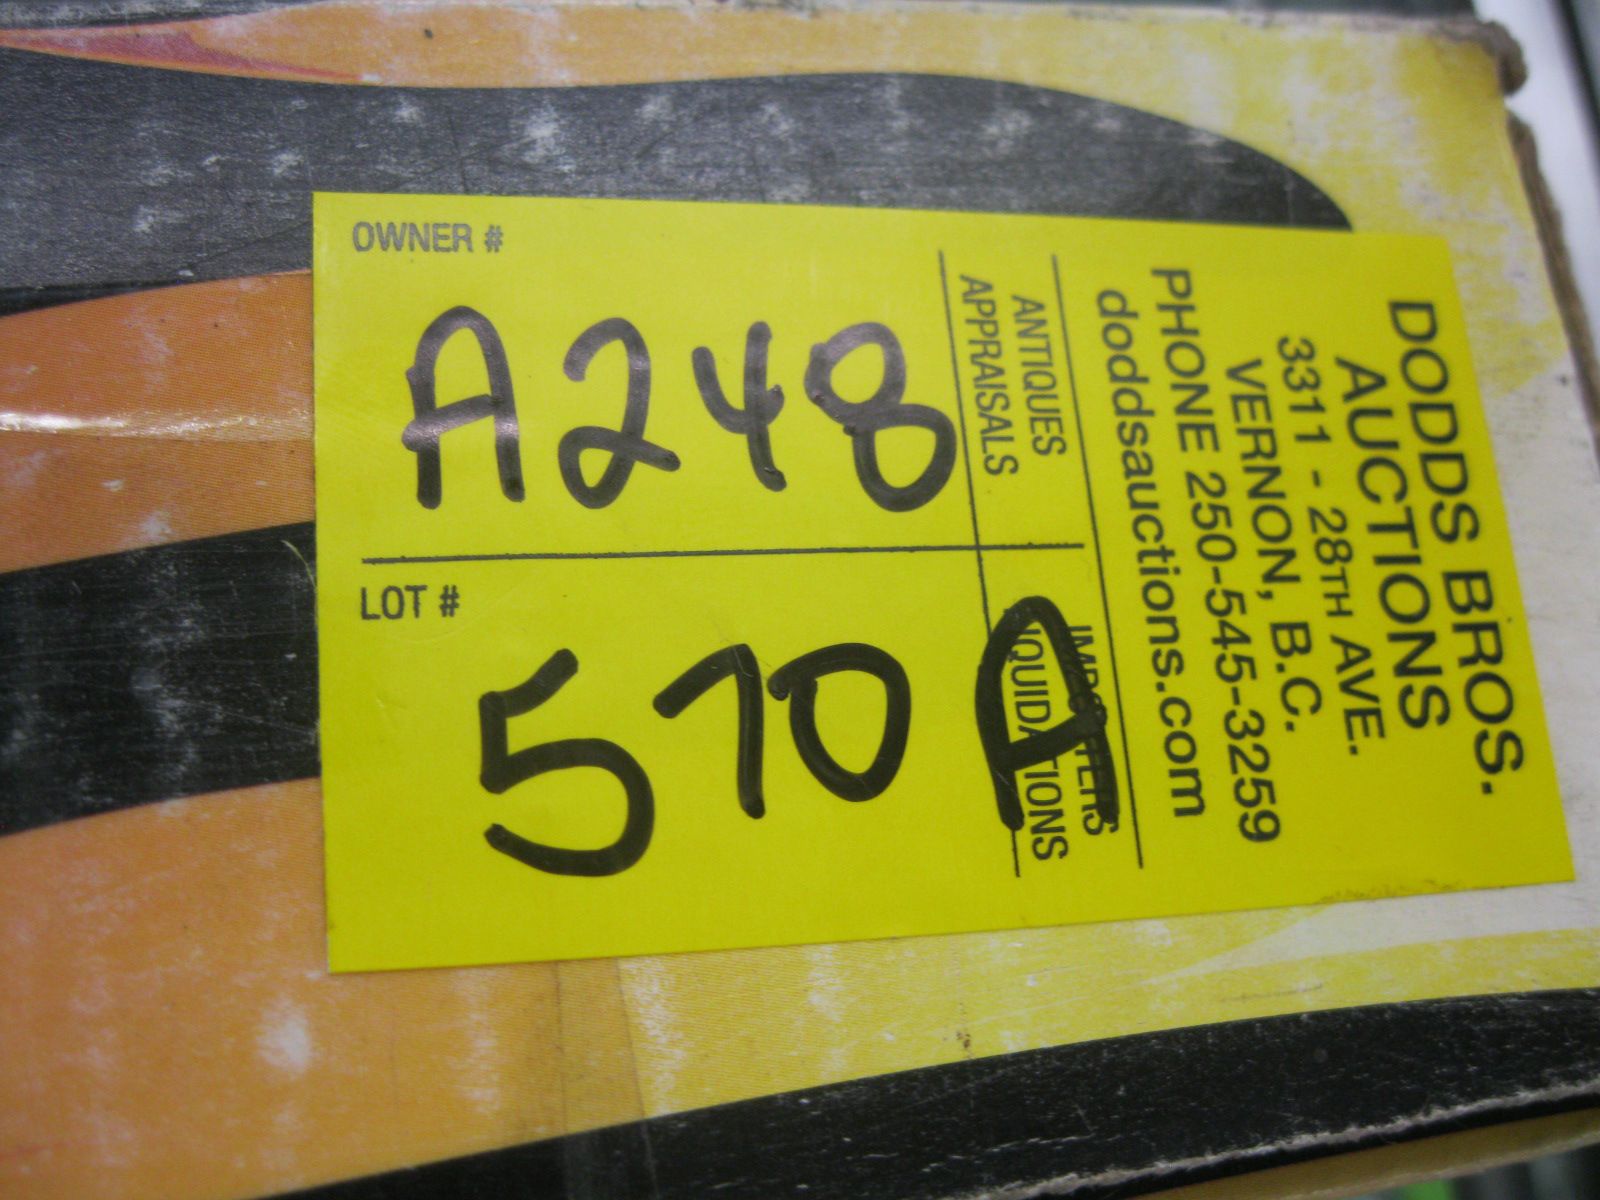 OWNER #
A248
LOT #
570A
ANTIQUES
APPRAISALS
IMPORTERS
LIQUIDATIONS
DODDS BROS.
AUCTIONS
3311 - 28TH AVE.
VERNON, B.C.
PHONE 250-545-3259
doddsauctions.com